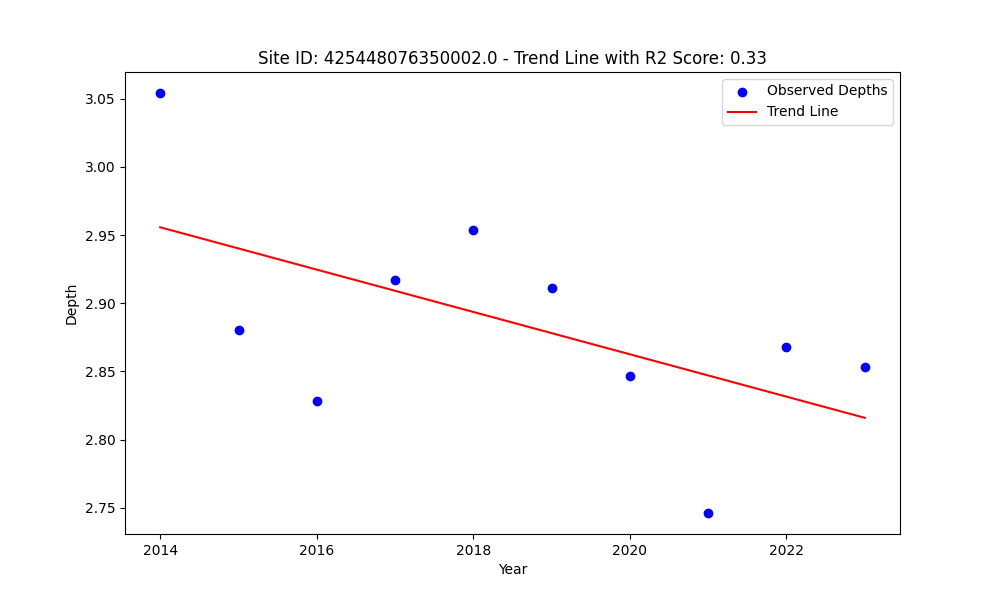 Site ID: 425448076350002.0 - Trend Line with R2 Score: 0.33
Observed Depths
Trend Line
Depth
3.05
3.00
2.95
2.90
2.85
2.80
2.75
2014
2016
2018
2020
2022
Year